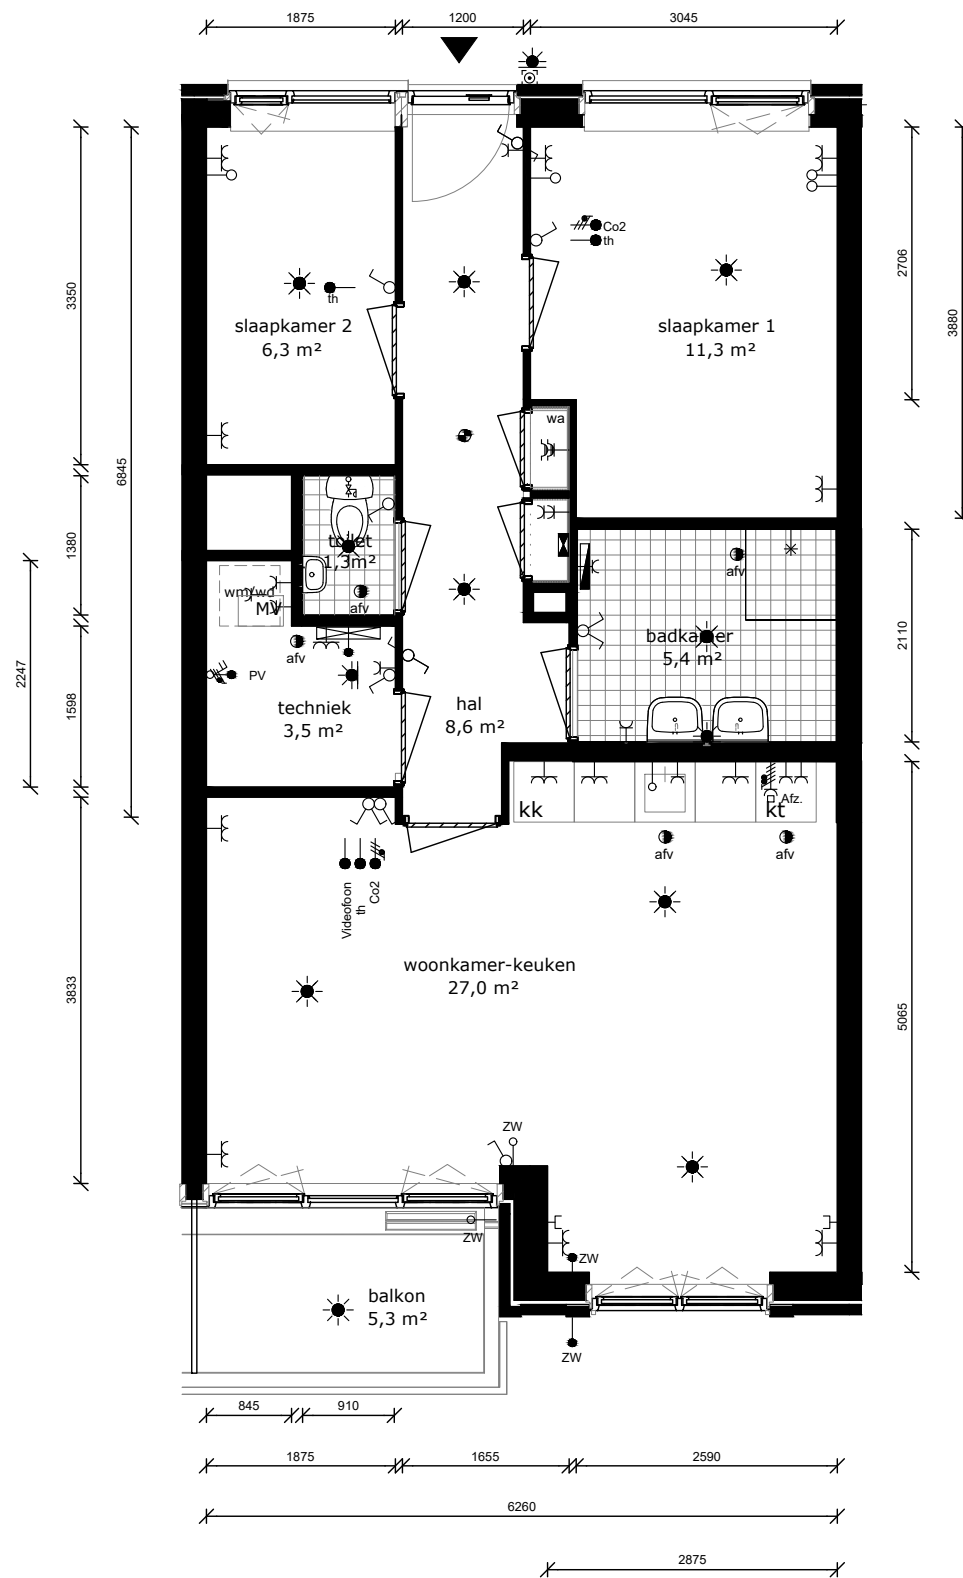 1875
1200
3045
3350
6845
2706
3880
Co2
th
th
slaapkamer 2
6,3 m²
slaapkamer 1
11,3 m²
wa
1380
toilet
1,3m²
wm/wd
MV
afv
afv
afv
badkamer
5,4 m²
2110
2247
1598
PV
techniek
3,5 m²
hal
8,6 m²
kk
kt
Afz.
afv
afv
Videofoon
th
Co2
woonkamer-keuken
27,0 m²
3833
5065
ZW
ZW
ZW
balkon
5,3 m²
ZW
845
910
1875
1655
2590
6260
2875